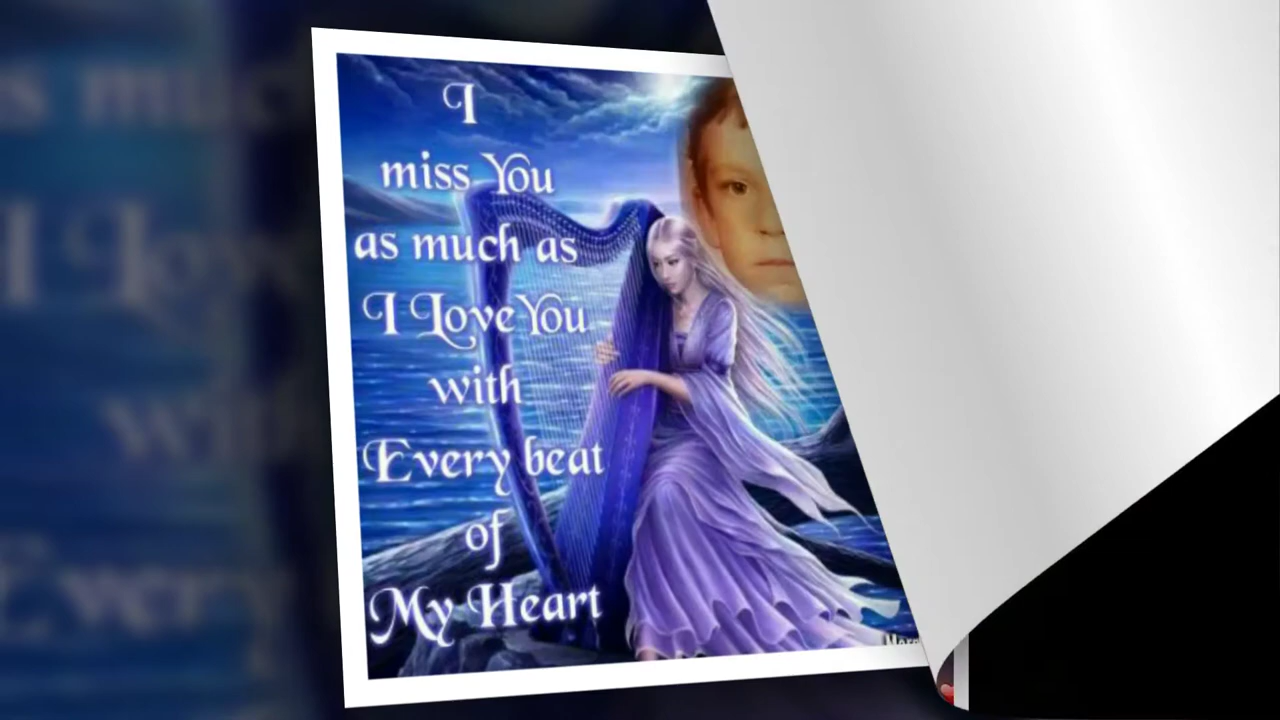 I
miss You
as much as
I Love You
with
Every beat
of
My Heart